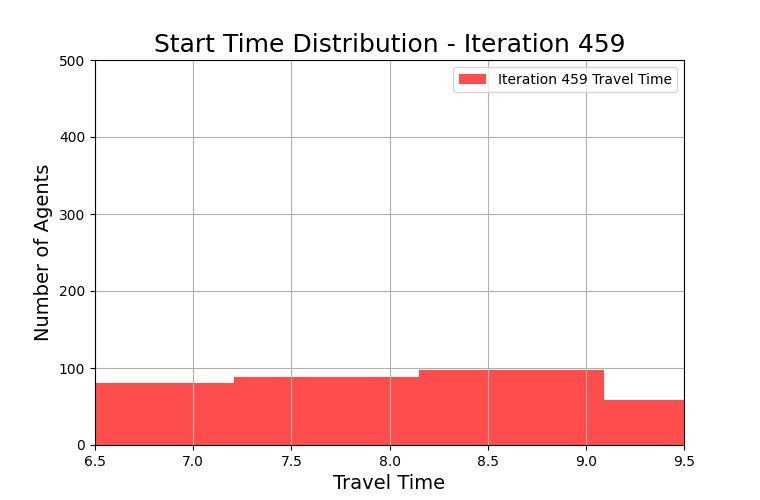 Start Time Distribution - Iteration 459
500
Iteration 459 Travel Time
400
300
200
100
0
Number of Agents
6.5 7.0 7.5 8.0 8.5 9.0 9.5
Travel Time